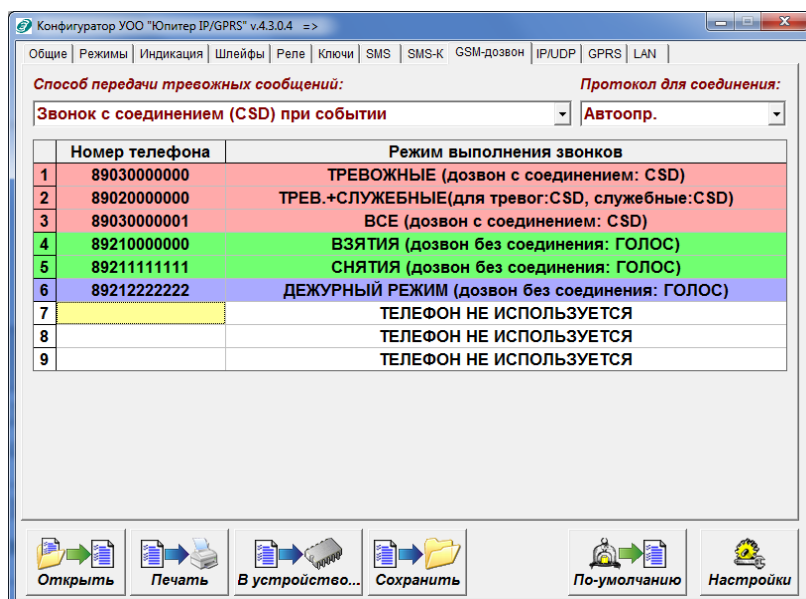 Конфигуратор УОО "Юпитер IP/GPRS" v.4.3.0.4 =>
Общие Режимы Индикация Шлейфы Реле Ключи SMS SMS-К GSM-дозвон IP/UDP GPRS LAN
Способ передачи тревожных сообщений: Протокол для соединения:
Звонок с соединением (CSD) при событии Автоопр.
Номер телефона Режим выполнения звонков
1 89030000000 ТРЕВОЖНЫЕ (дозвон с соединением: CSD)
2 89020000000 ТРЕВ.+СЛУЖЕБНЫЕ(для тревог:CSD, служебные:CSD)
3 89030000001 ВСЕ (дозвон с соединением: CSD)
4 89210000000 ВЗЯТИЯ (дозвон без соединения: ГОЛОС)
5 89211111111 СНЯТИЯ (дозвон без соединения: ГОЛОС)
6 89212222222 ДЕЖУРНЫЙ РЕЖИМ (дозвон без соединения: ГОЛОС)
7 ТЕЛЕФОН НЕ ИСПОЛЬЗУЕТСЯ
8 ТЕЛЕФОН НЕ ИСПОЛЬЗУЕТСЯ
9 ТЕЛЕФОН НЕ ИСПОЛЬЗУЕТСЯ
Открыть Печать В устройство... Сохранить По-умолчанию Настройки